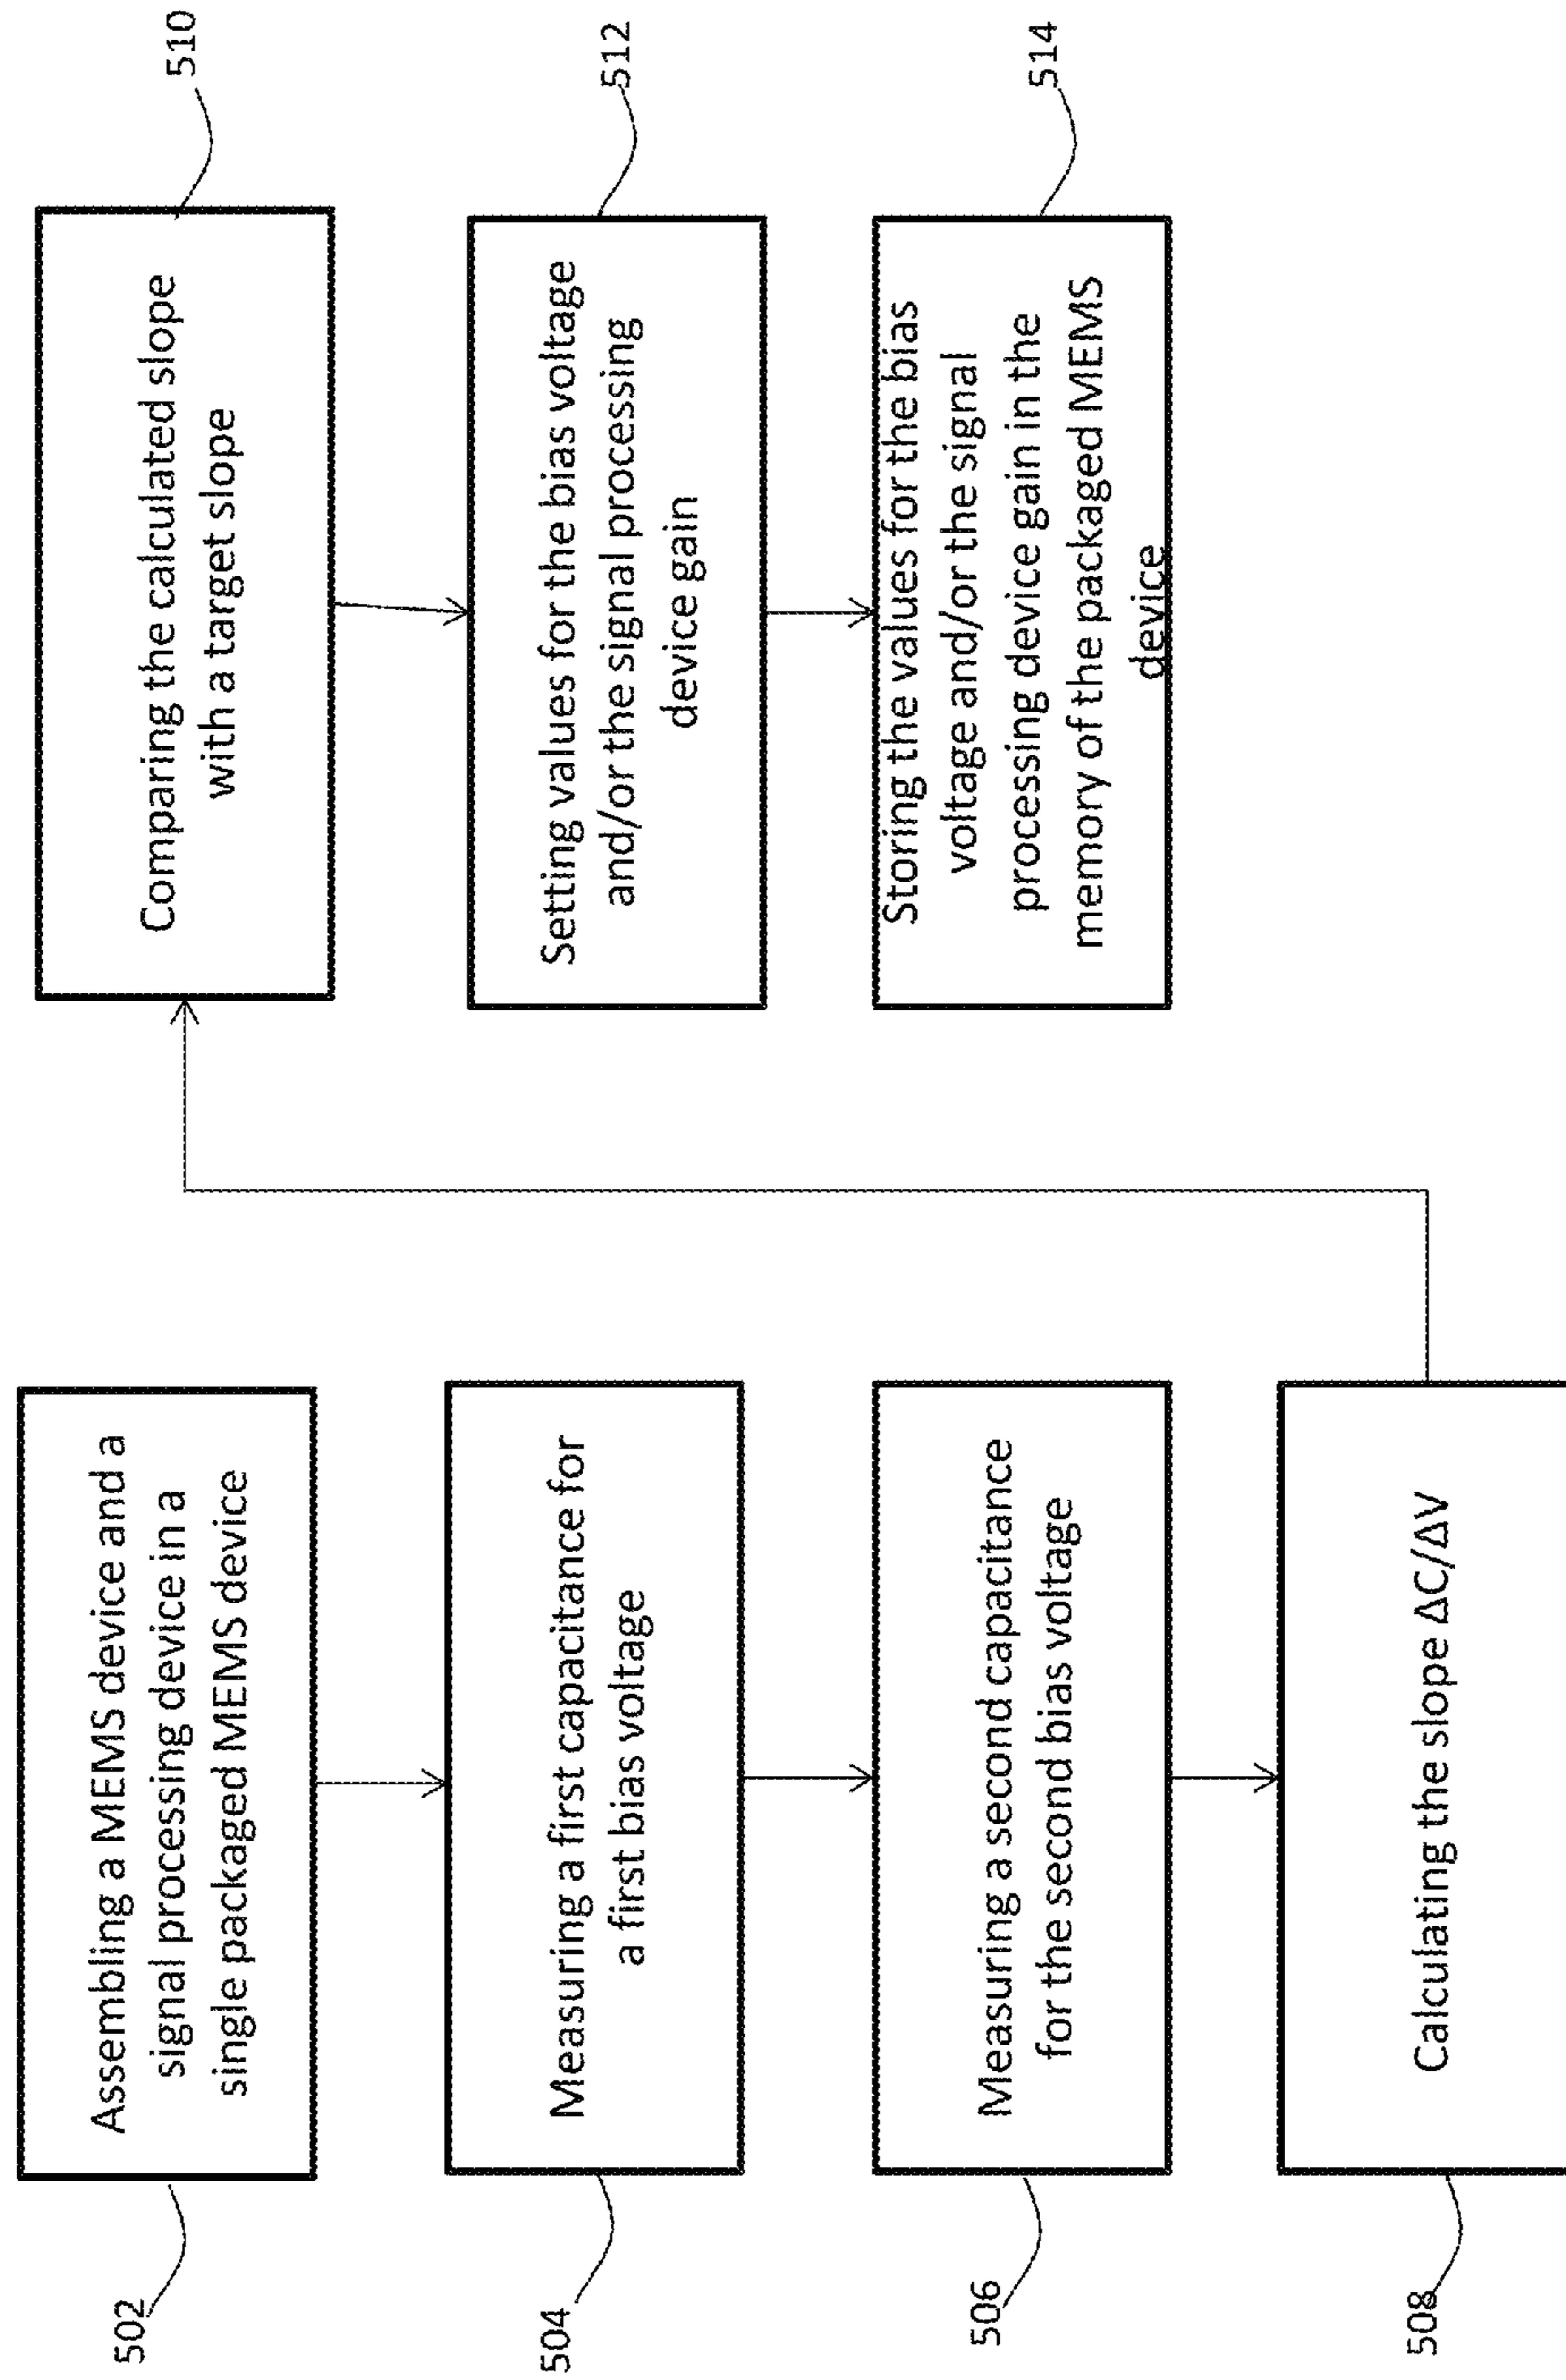 502
Assembling a MEMS device and a
signal processing device in a
single packaged MEMS device
504
Measuring a first capacitance for
a first bias voltage
506
Measuring a second capacitance
for the second bias voltage
508
Calculating the slope ΔC/ΔV
510
Comparing the calculated slope
with a target slope
512
Setting values for the bias voltage
and/or the signal processing
device gain
514
Storing the values for the bias
voltage and/or the signal
processing device gain in the
memory of the packaged MEMS
device